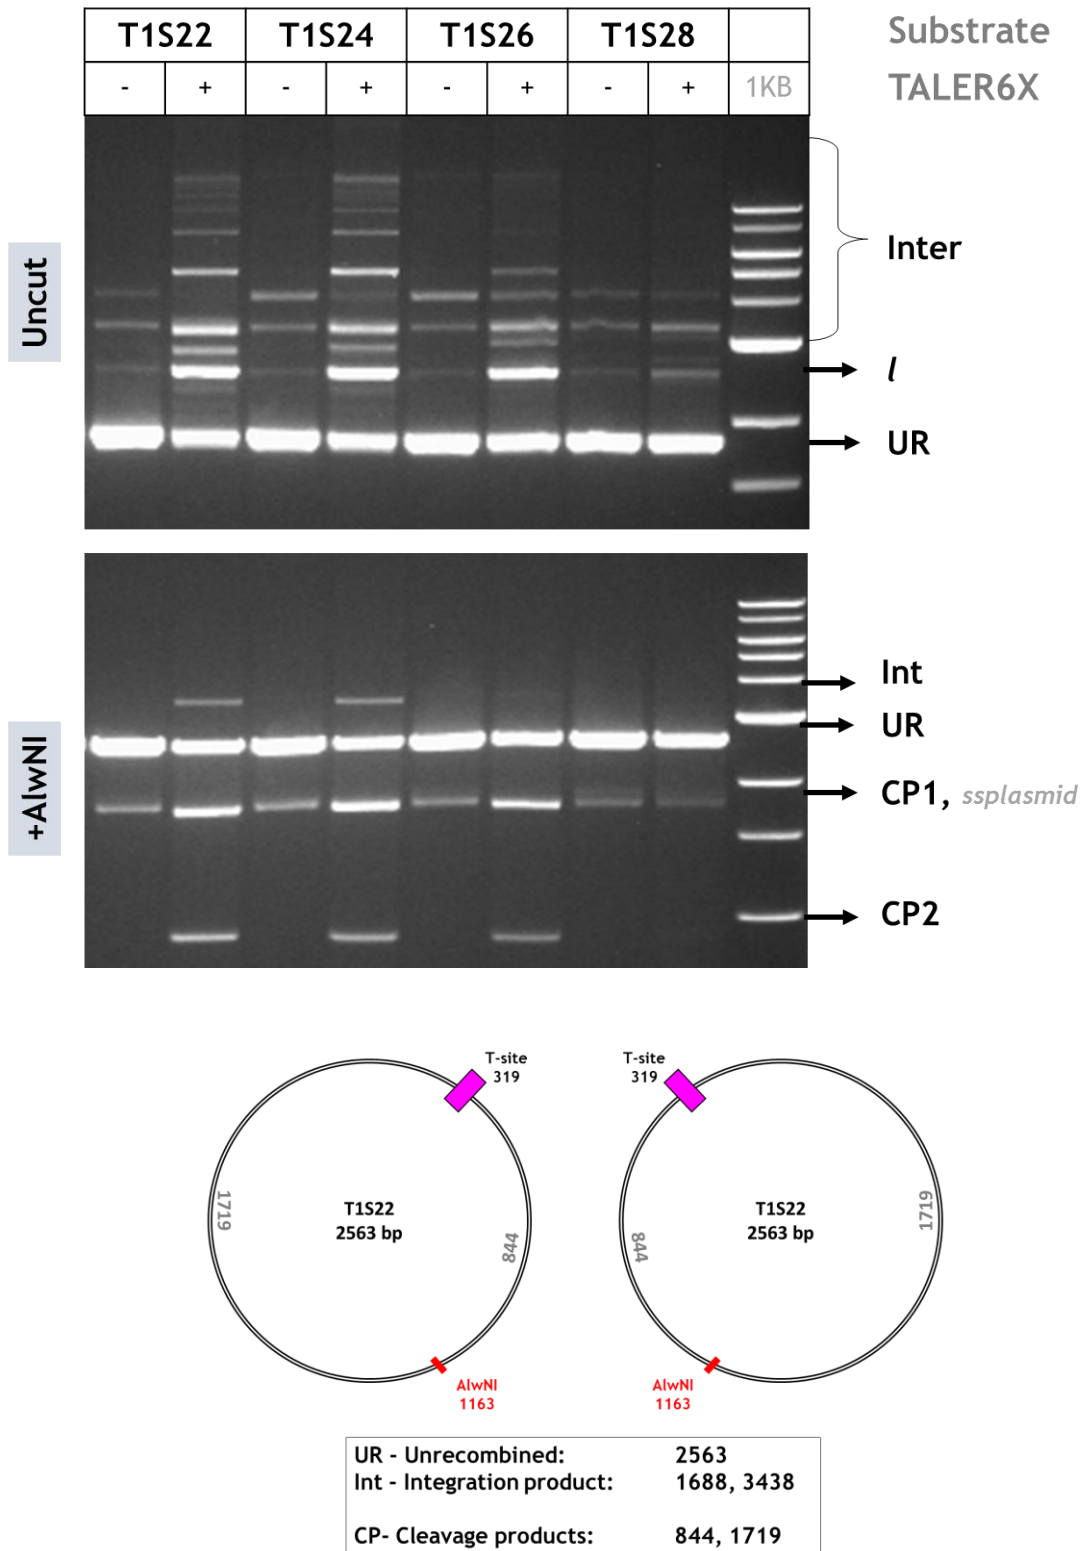 T1S22 T1S24 T1S26 T1S28 Substrate
- + - + - + - + 1KB TALER6X
Uncut
Inter
l
UR
+AlwNI
Int
UR
CP1, ssplasmid
CP2
T-site
319
T-site
319
1719
T1S22
2563 bp
844
844
T1S22
2563 bp
1719
AlwNI
1163
AlwNI
1163
UR - Unrecombined: 2563
Int - Integration product: 1688, 3438
CP- Cleavage products: 844, 1719